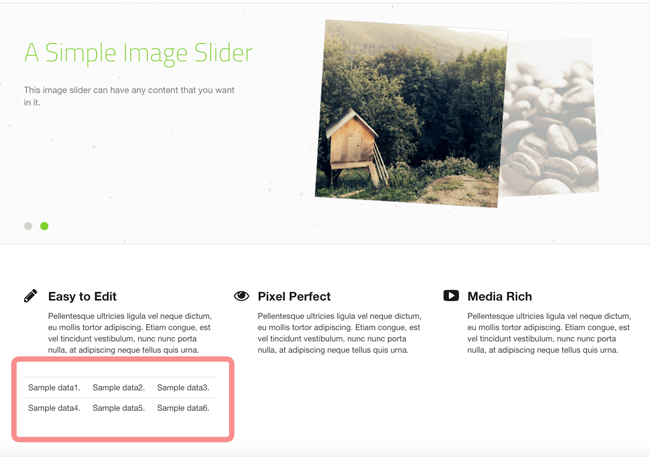 A Simple Image Slider
This image slider can have any content that you want
in it.
Easy to Edit
Pellentesque ultricies ligula vel neque dictum,
eu mollis tortor adipiscing. Etiam congue, est
vel tincidunt vestibulum, nunc nunc porta
nulla, at adipiscing neque tellus quis urna.
Pixel Perfect
Pellentesque ultricies ligula vel neque dictum,
eu mollis tortor adipiscing. Etiam congue, est
vel tincidunt vestibulum, nunc nunc porta
nulla, at adipiscing neque tellus quis urna.
Media Rich
Pellentesque ultricies ligula vel neque dictum,
eu mollis tortor adipiscing. Etiam congue, est
vel tincidunt vestibulum, nunc nunc porta
nulla, at adipiscing neque tellus quis urna.
Sample data1. Sample data2. Sample data3.
Sample data4. Sample data5. Sample data6.